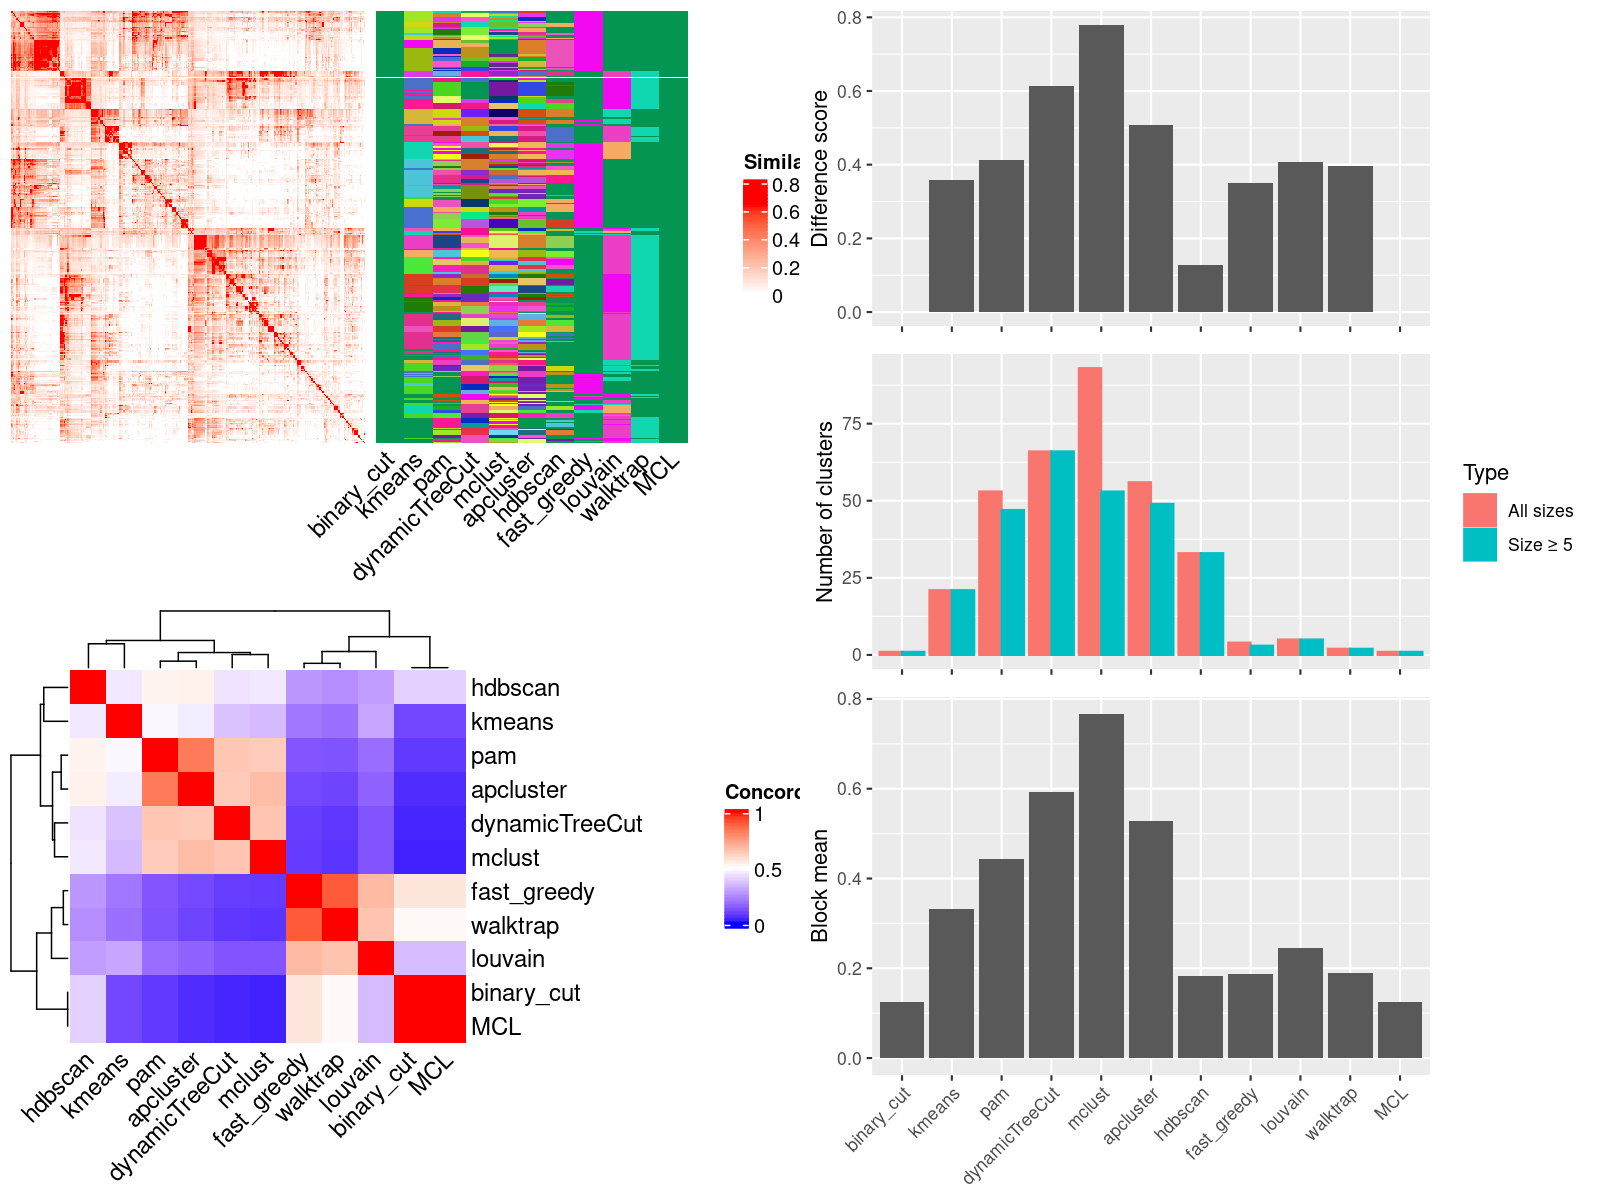 Simila
0.8
0.6
0.4
0.2
0
binary_cut
kmeans
pam
dynamicTreeCut
mclust
apcluster
hdbscan
fast_greedy
louvain
walktrap
MCL
hdbscan
kmeans
pam
apcluster
dynamicTreeCut
mclust
fast_greedy
walktrap
louvain
binary_cut
MCL
hdbscan
kmeans
pam
apcluster
dynamicTreeCut
mclust
fast_greedy
walktrap
louvain
binary_cut
MCL
Concord
1
0.5
0
Difference score
0.8
0.6
0.4
0.2
0.0
Number of clusters
75
50
25
0
Type
All sizes
Size ≥ 5
Block mean
0.8
0.6
0.4
0.2
0.0
binary_cut
kmeans
pam
dynamicTreeCut
mclust
apcluster
hdbscan
fast_greedy
louvain
walktrap
MCL